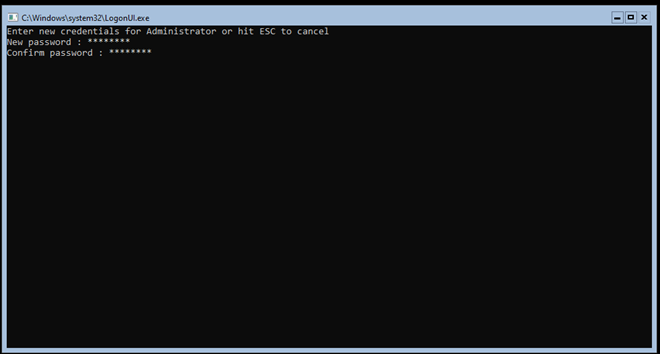 C:\Windows\system32\LogonUI.exe
Enter new credentials for Administrator or hit ESC to cancel
New password : ********
Confirm password : ********